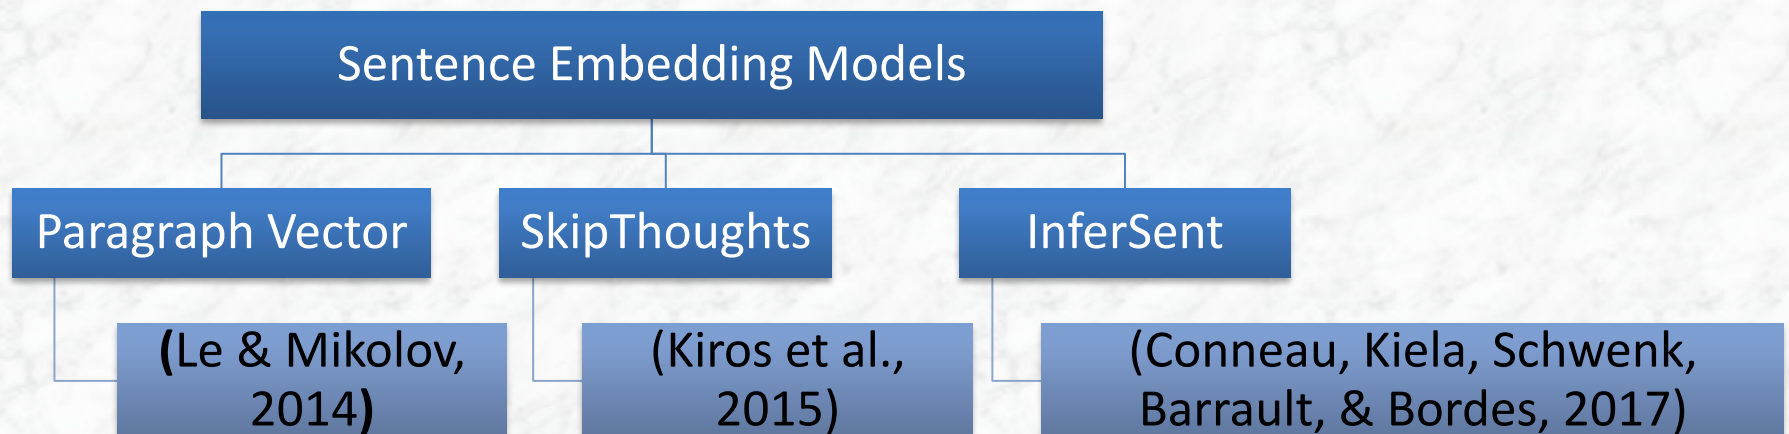 Sentence Embedding Models
Paragraph Vector
SkipThoughts
InferSent
(Le & Mikolov,
2014)
(Kiros et al.,
2015)
(Conneau, Kiela, Schwenk,
Barrault, & Bordes, 2017)